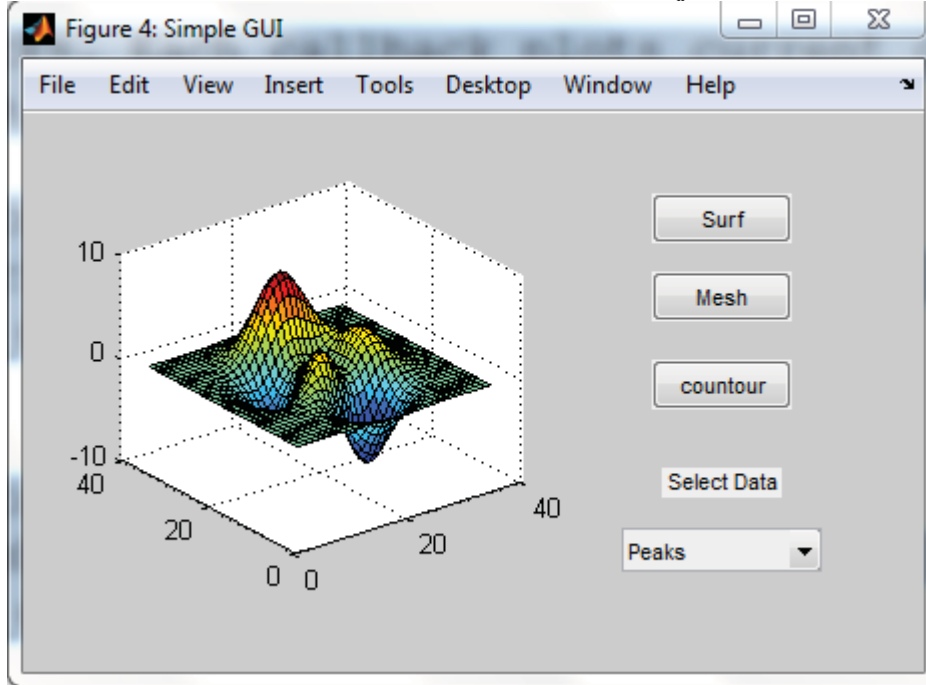 Figure 4: Simple GUI
File Edit View Insert Tools Desktop Window Help
10
0
-10
40
20
0
0
20
40
Surf
Mesh
countour
Select Data
Peaks